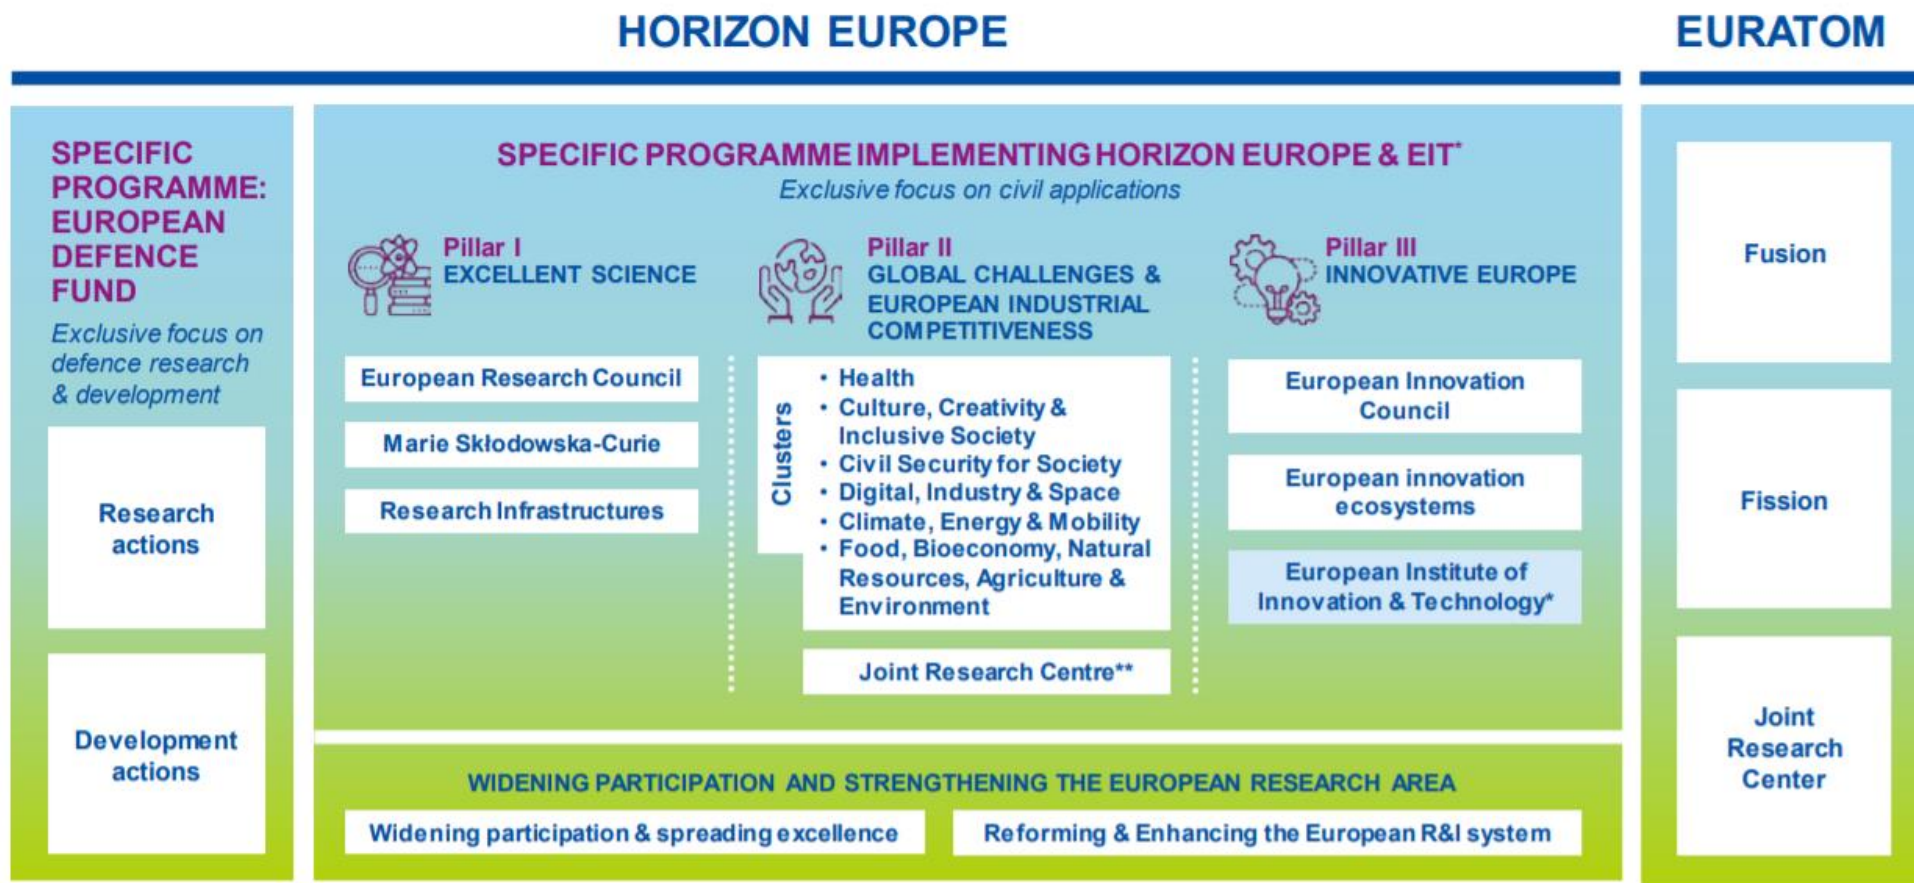 HORIZON EUROPE
EURATOM
SPECIFIC
PROGRAMME:
EUROPEAN
DEFENCE
FUND
Exclusive focus on
defence research
& development
Research
actions
Development
actions
SPECIFIC PROGRAMME IMPLEMENTING HORIZON EUROPE & EIT*
Exclusive focus on civil applications
Pillar I
EXCELLENT SCIENCE
European Research Council
Marie Skłodowska-Curie
Research Infrastructures
Pillar II
GLOBAL CHALLENGES &
EUROPEAN INDUSTRIAL
COMPETITIVENESS
Clusters
• Health
• Culture, Creativity &
Inclusive Society
• Civil Security for Society
• Digital, Industry & Space
• Climate, Energy & Mobility
• Food, Bioeconomy, Natural
Resources, Agriculture &
Environment
Joint Research Centre**
Pillar III
INNOVATIVE EUROPE
European Innovation
Council
European innovation
ecosystems
European Institute of
Innovation & Technology*
WIDENING PARTICIPATION AND STRENGTHENING THE EUROPEAN RESEARCH AREA
Widening participation & spreading excellence
Reforming & Enhancing the European R&I system
Fusion
Fission
Joint
Research
Center